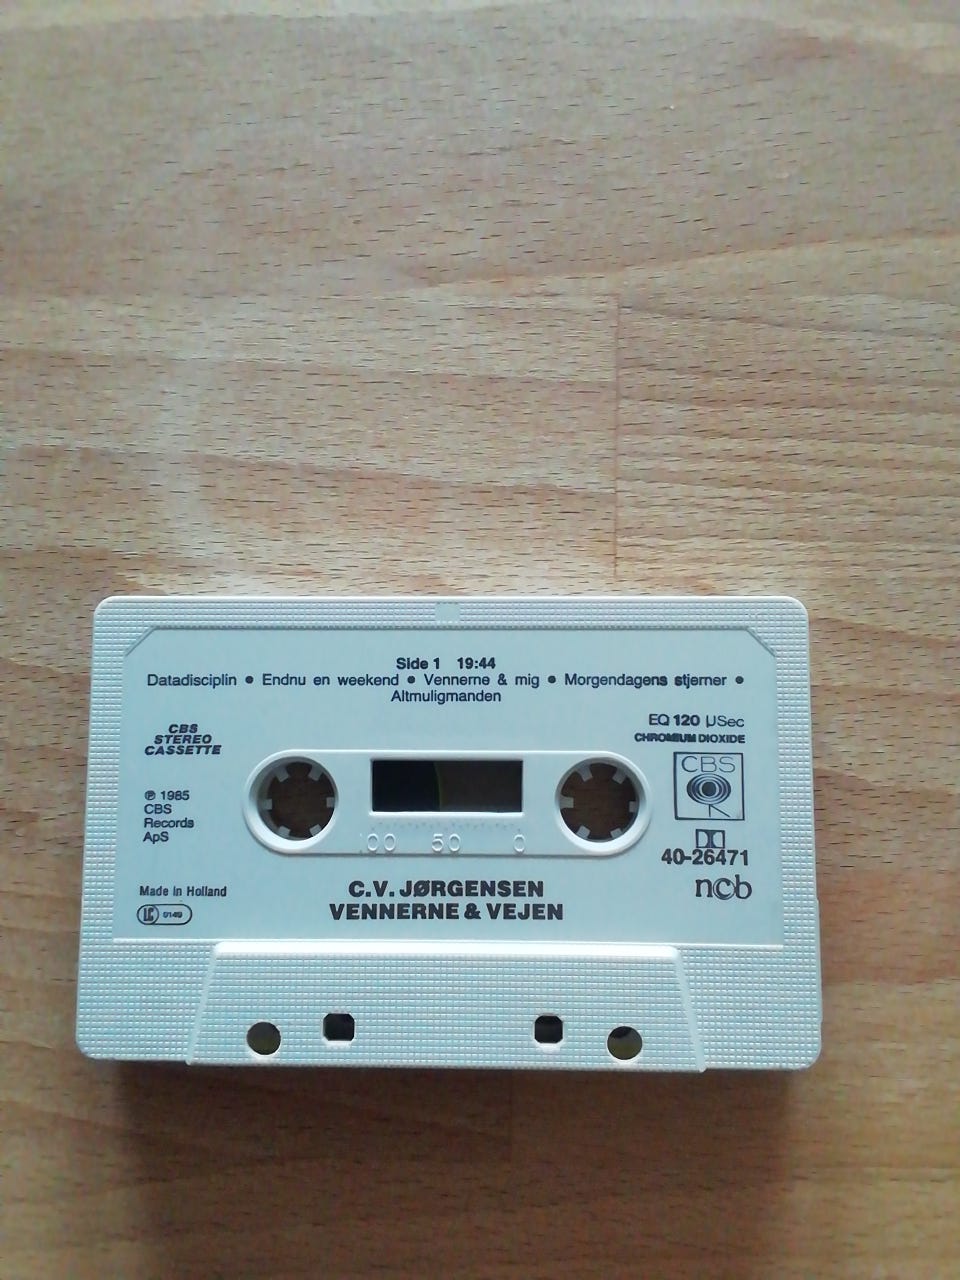 Side 1 19:44
Datadisciplin • Endnu en weekend • Vennerne & mig • Morgendagens stjerner •
Altmuligmanden
EQ 120 µSec
CHROMIUM DIOXIDE
CBS
STEREO
CASSETTE
CBS
℗ 1985
CBS
Records
ApS
100 50 0
40-26471
ncb
Made in Holland
LC 0149
C.V. JØRGENSEN
VENNERNE & VEJEN